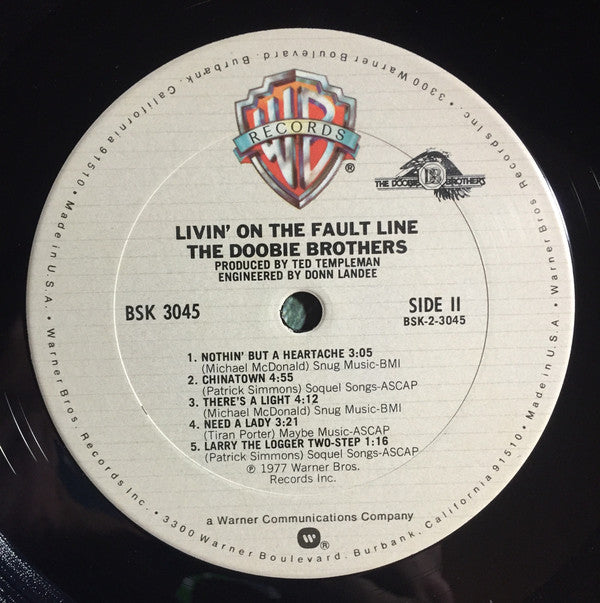 3300 Warner Boulevard, Burbank, California 91510 • Made in U.S.A. • Warner Bros. Records Inc. • 3300 Warner Boulevard, Burbank, California 91510 • Made in U.S.A. • Warner Bros. Records Inc. •
WB
RECORDS
®
THE DOOBIE BROTHERS
LIVIN' ON THE FAULT LINE
THE DOOBIE BROTHERS
PRODUCED BY TED TEMPLEMAN
ENGINEERED BY DONN LANDEE
BSK 3045
SIDE II
BSK-2-3045
1. NOTHIN' BUT A HEARTACHE 3:05
(Michael McDonald) Snug Music-BMI
2. CHINATOWN 4:55
(Patrick Simmons) Soquel Songs-ASCAP
3. THERE'S A LIGHT 4:12
(Michael McDonald) Snug Music-BMI
4. NEED A LADY 3:21
(Tiran Porter) Maybe Music-ASCAP
5. LARRY THE LOGGER TWO-STEP 1:16
(Patrick Simmons) Soquel Songs-ASCAP
℗ 1977 Warner Bros.
Records Inc.
a Warner Communications Company
®